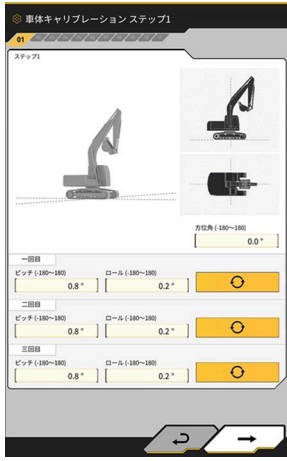 車体キャリブレーション ステップ1
01
ステップ1
方位角 (-180〜180)
0.0 °
一回目
ピッチ (-180〜180) ロール (-180〜180)
0.8 ° 0.2 °
二回目
ピッチ (-180〜180) ロール (-180〜180)
0.8 ° 0.2 °
三回目
ピッチ (-180〜180) ロール (-180〜180)
0.8 ° 0.2 °